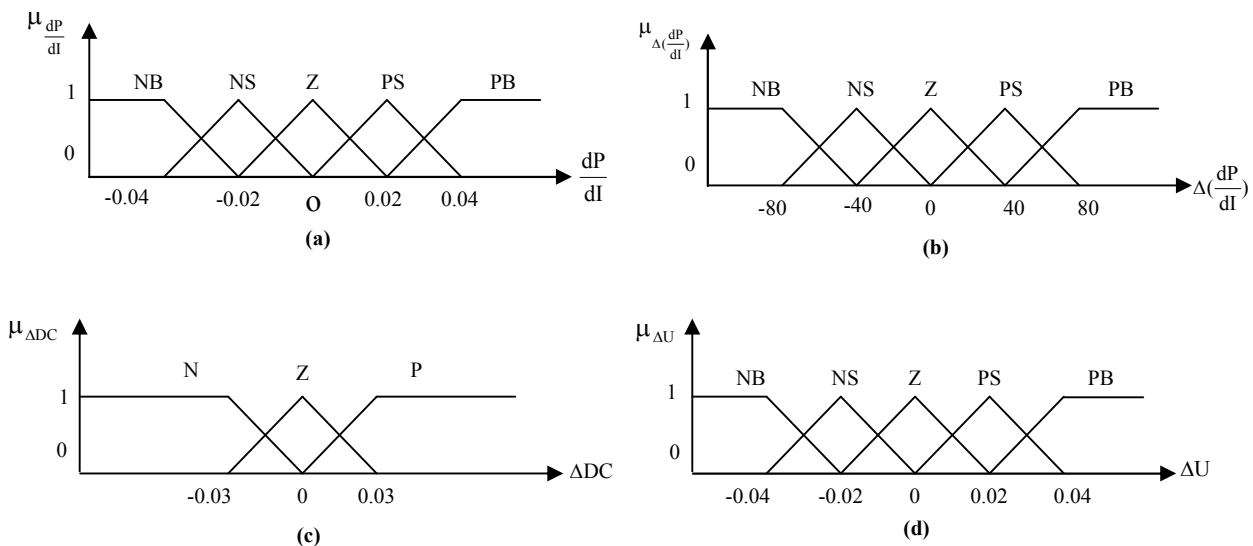 μ dP/dI
NB NS Z PS PB
1
0
-0.04 -0.02 O 0.02 0.04
dP/dI
(a)
μ Δ(dP/dI)
NB NS Z PS PB
1
0
-80 -40 0 40 80
Δ(dP/dI)
(b)
μ ΔDC
N Z P
1
0
-0.03 0 0.03
ΔDC
(c)
μ ΔU
NB NS Z PS PB
1
0
-0.04 -0.02 0 0.02 0.04
ΔU
(d)